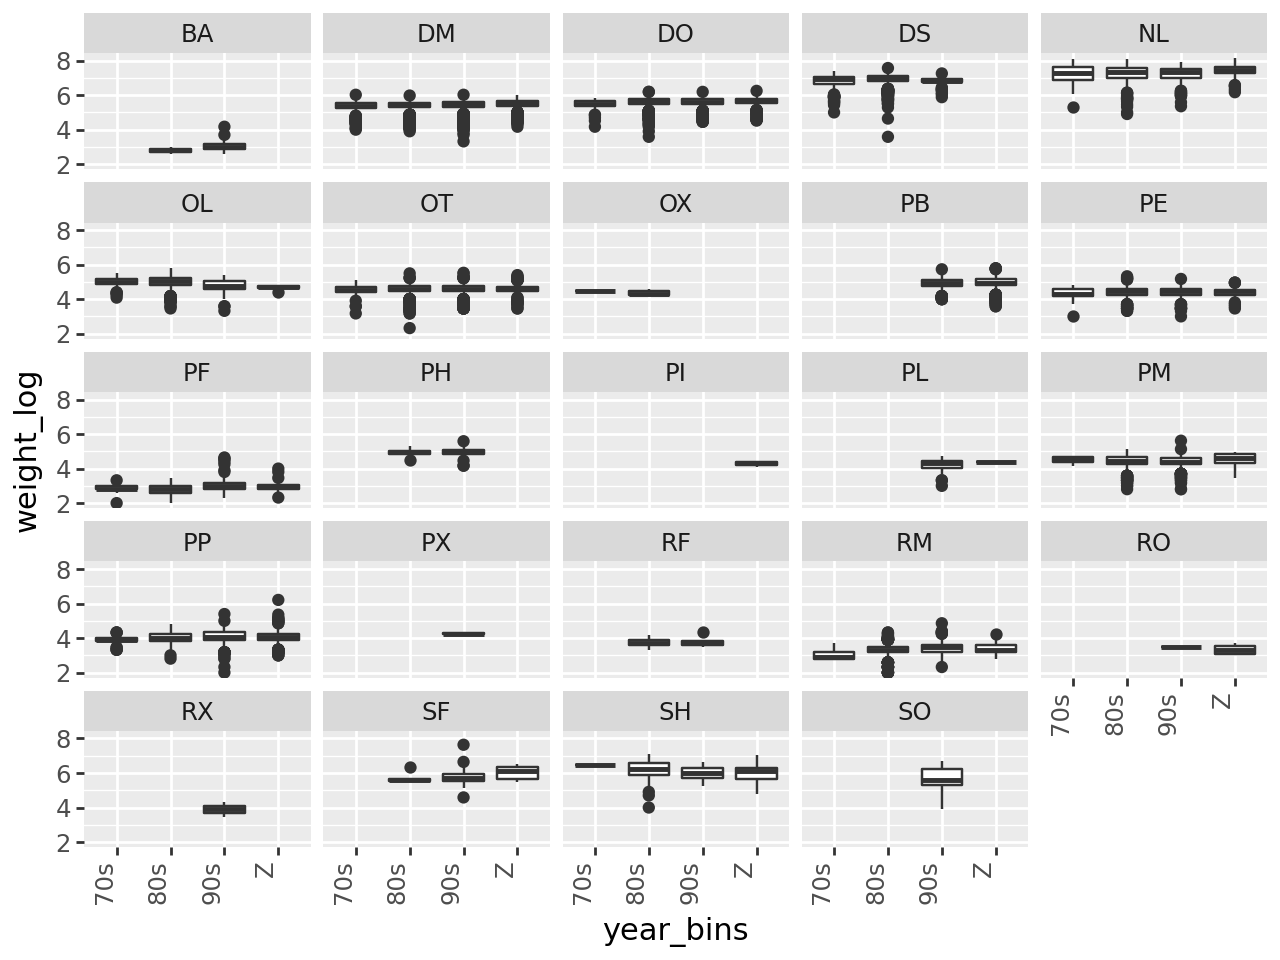 BA DM DO DS NL
8
6
4
2
OL OT OX PB PE
8
6
4
2
PF PH PI PL PM
8
6
4
2
PP PX RF RM RO
8
6
4
2
70s 80s 90s Z
RX SF SH SO
8
6
4
2
70s 80s 90s Z 70s 80s 90s Z 70s 80s 90s Z 70s 80s 90s Z
year_bins
weight_log